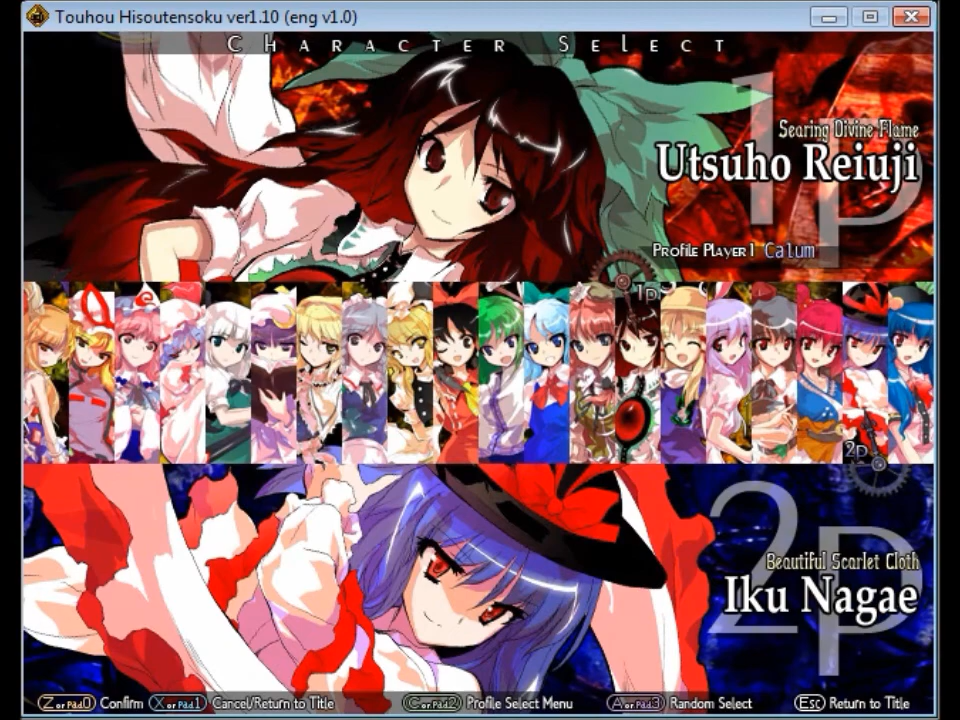 Touhou Hisoutensoku ver1.10 (eng v1.0)
Character Select
1P
Searing Divine Flame
Utsuho Reiuji
Profile Player1 Calum
1P
2P
2P
Beautiful Scarlet Cloth
Iku Nagae
Z or Pad0 Confirm X or Pad1 Cancel/Return to Title C or Pad2 Profile Select Menu A or Pad3 Random Select Esc Return to Title